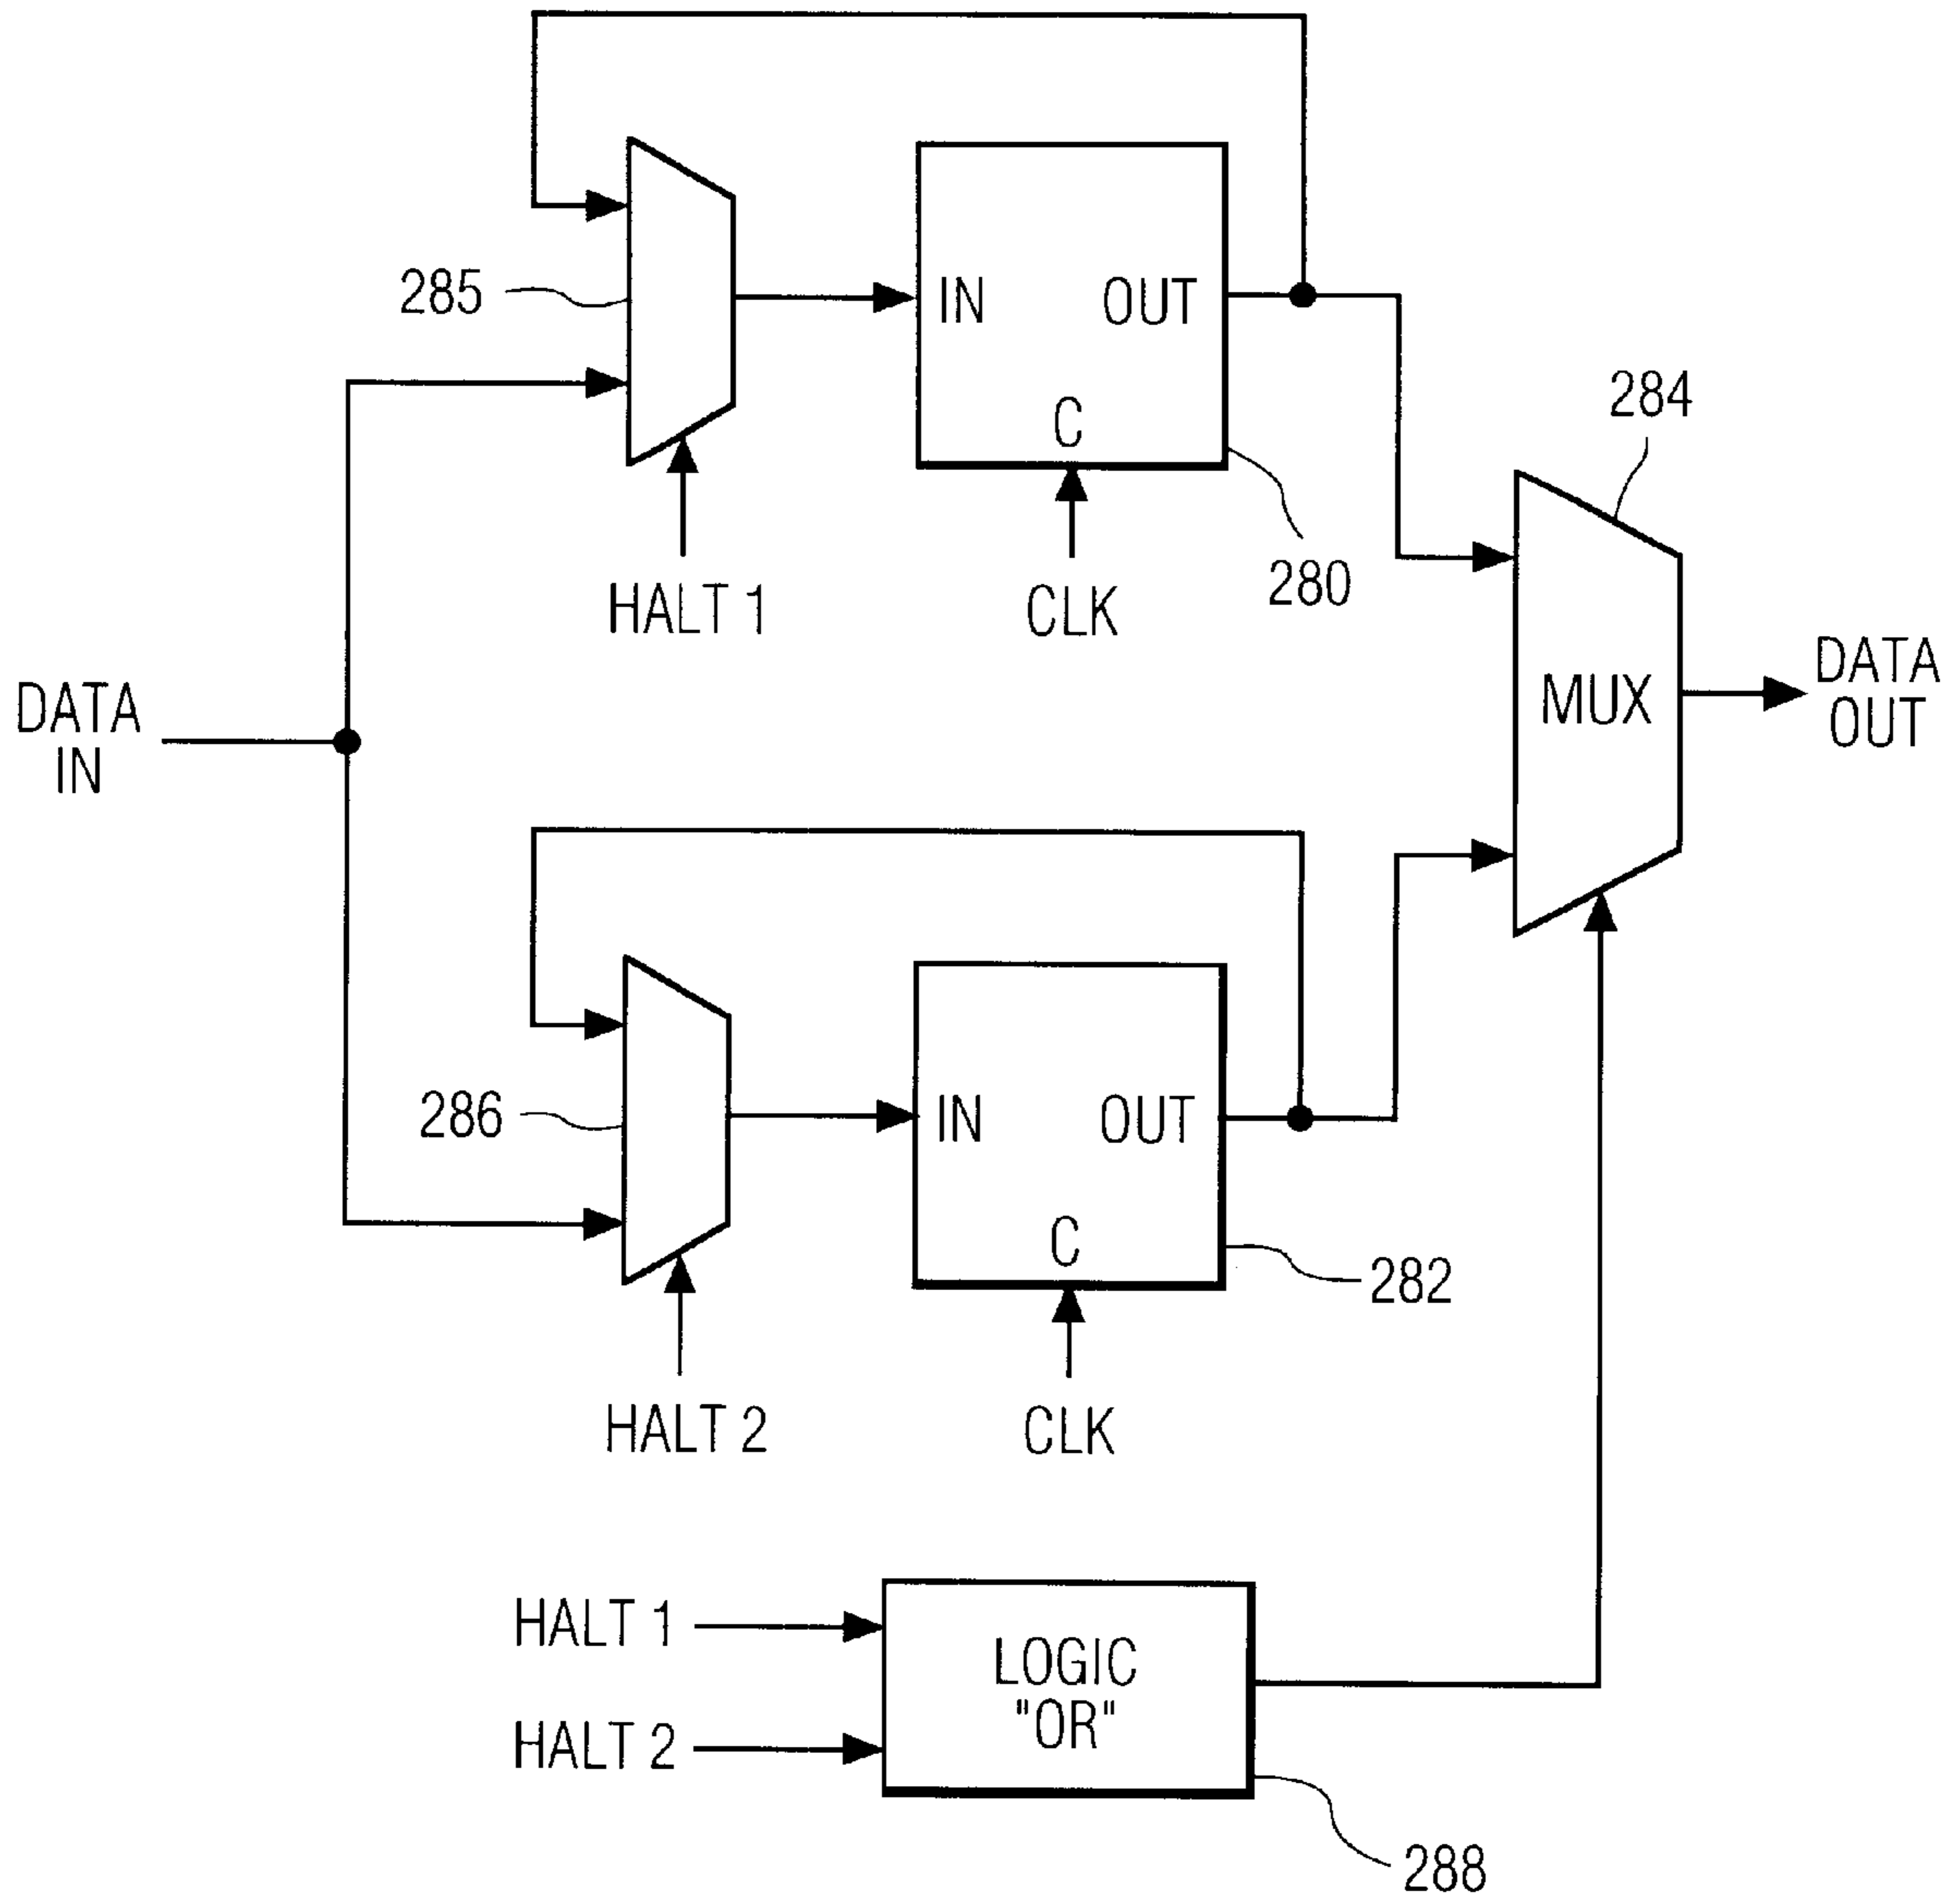 285
IN
OUT
C
HALT 1
CLK
280
284
DATA
IN
MUX
DATA
OUT
286
IN
OUT
C
282
HALT 2
CLK
HALT 1
HALT 2
LOGIC
"OR"
288